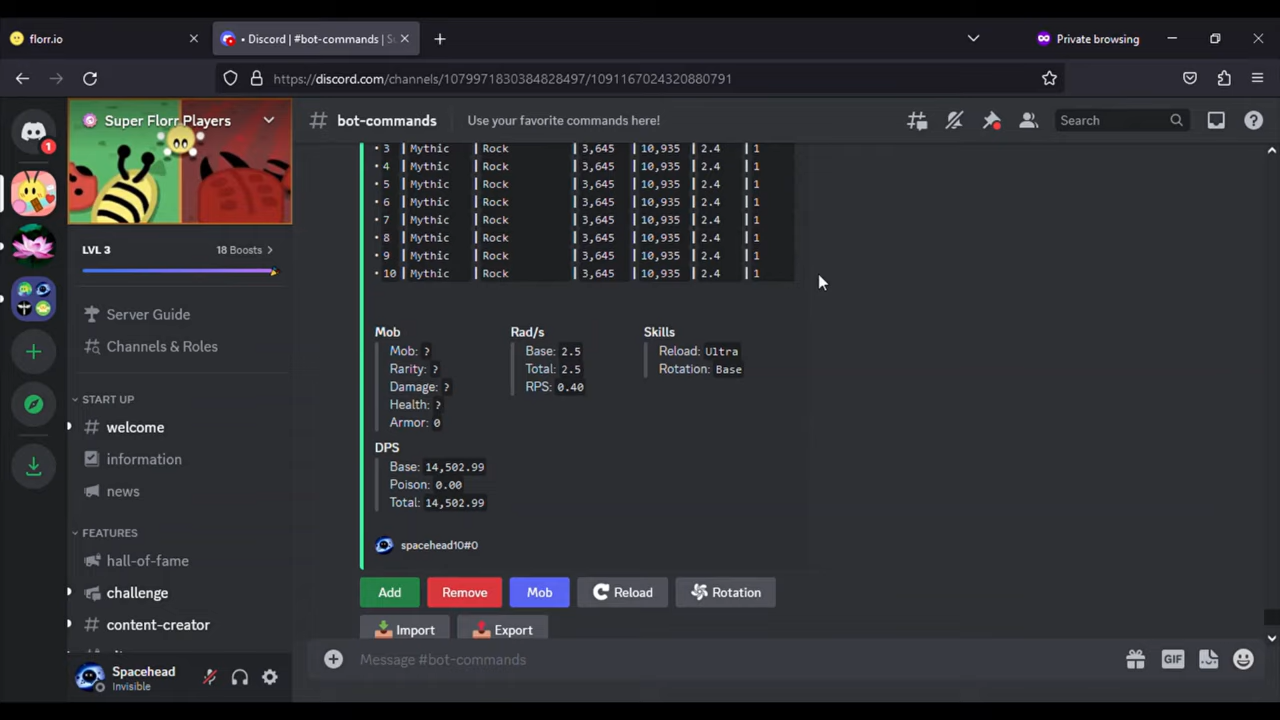 florr.io
• Discord | #bot-commands | Su
Private browsing
https://discord.com/channels/1079971830384828497/1091167024320880791
Super Florr Players
# bot-commands
Use your favorite commands here!
Search
1
LVL 3
18 Boosts
Server Guide
Channels & Roles
START UP
welcome
information
news
FEATURES
hall-of-fame
challenge
content-creator
Spacehead
Invisible
• 3 | Mythic | Rock | 3,645 | 10,935 | 2.4 | 1
• 4 | Mythic | Rock | 3,645 | 10,935 | 2.4 | 1
• 5 | Mythic | Rock | 3,645 | 10,935 | 2.4 | 1
• 6 | Mythic | Rock | 3,645 | 10,935 | 2.4 | 1
• 7 | Mythic | Rock | 3,645 | 10,935 | 2.4 | 1
• 8 | Mythic | Rock | 3,645 | 10,935 | 2.4 | 1
• 9 | Mythic | Rock | 3,645 | 10,935 | 2.4 | 1
• 10 | Mythic | Rock | 3,645 | 10,935 | 2.4 | 1
Mob
Mob: ?
Rarity: ?
Damage: ?
Health: ?
Armor: 0
Rad/s
Base: 2.5
Total: 2.5
RPS: 0.40
Skills
Reload: Ultra
Rotation: Base
DPS
Base: 14,502.99
Poison: 0.00
Total: 14,502.99
spacehead10#0
Add
Remove
Mob
Reload
Rotation
Import
Export
Message #bot-commands
GIF